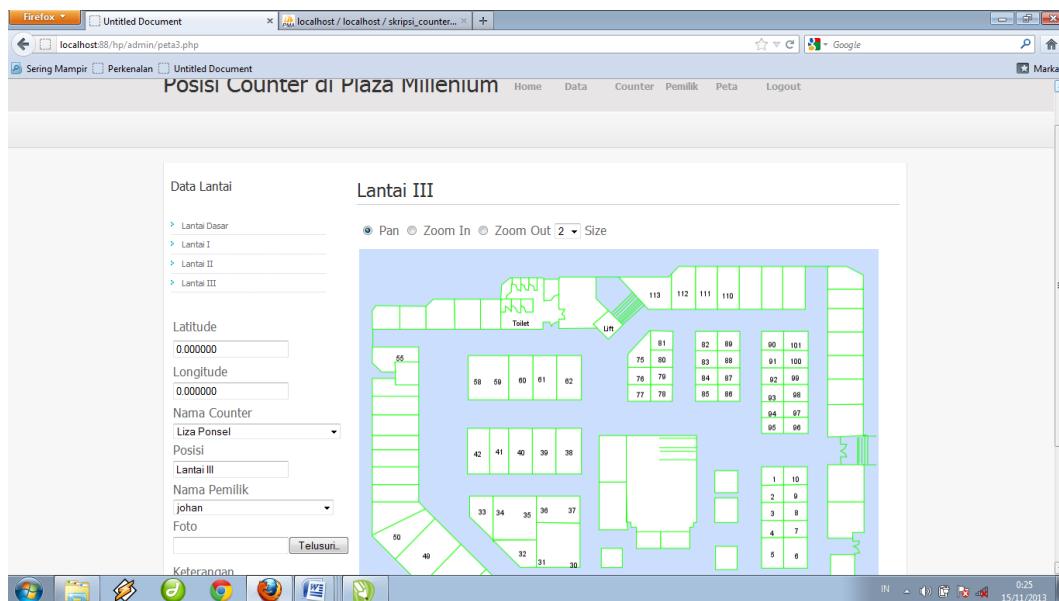 Firefox
Untitled Document
localhost / localhost / skripsi_counter...
localhost:88/hp/admin/peta3.php
Google
Sering Mampir
Perkenalan
Untitled Document
Marka
Posisi Counter di Plaza Millenium
Home Data Counter Pemilik Peta Logout
Data Lantai
Lantai Dasar
Lantai I
Lantai II
Lantai III
Latitude
0.000000
Longitude
0.000000
Nama Counter
Liza Ponsel
Posisi
Lantai III
Nama Pemilik
johan
Foto
Telusuri..
Keterangan
Lantai III
Pan Zoom In Zoom Out 2 Size
113 112 111 110
Toilet
Lift
81 82 89 90 101
55 75 80 83 88 91 100
58 59 60 61 62 76 79 84 87 92 99
77 78 85 86 93 98
94 97
95 96
42 41 40 39 38
1 10
2 9
33 34 35 36 37 3 8
50 4 7
49 32 31 30 5 6
IN
0:25
15/11/2013